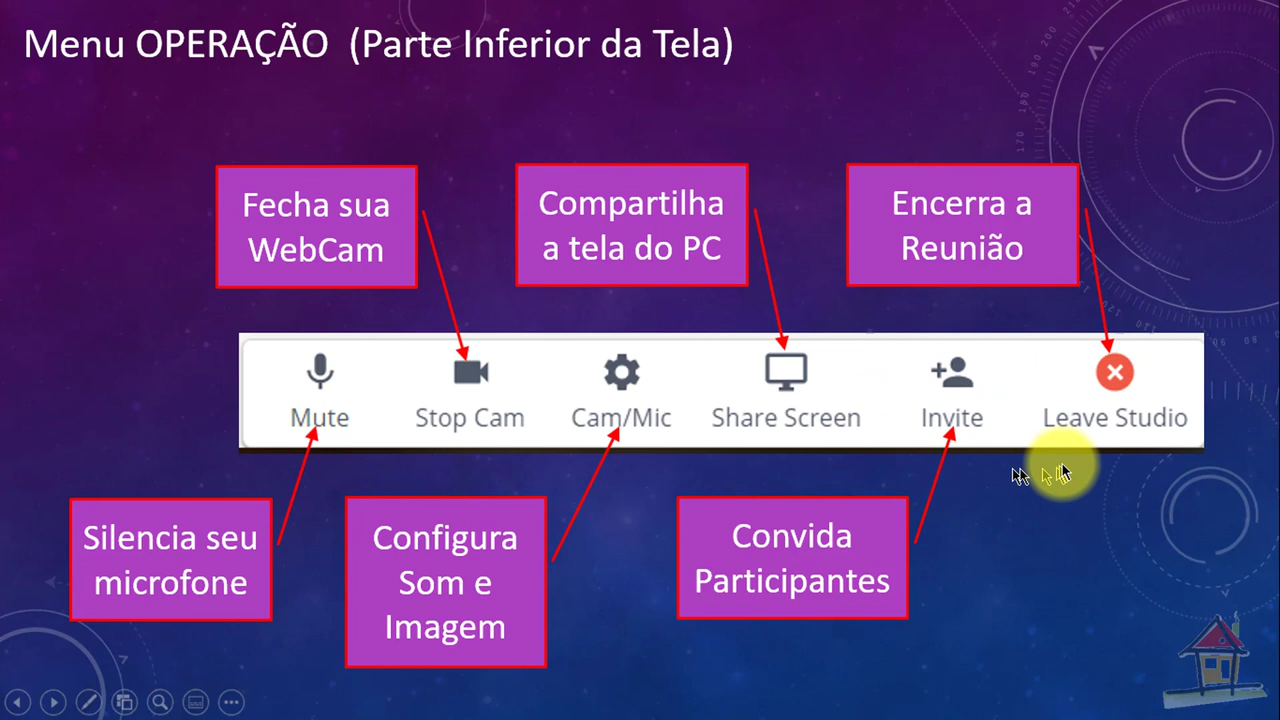 Menu OPERAÇÃO (Parte Inferior da Tela)
Fecha sua
WebCam
Compartilha
a tela do PC
Encerra a
Reunião
Mute
Stop Cam
Cam/Mic
Share Screen
Invite
Leave Studio
Silencia seu
microfone
Configura
Som e
Imagem
Convida
Participantes